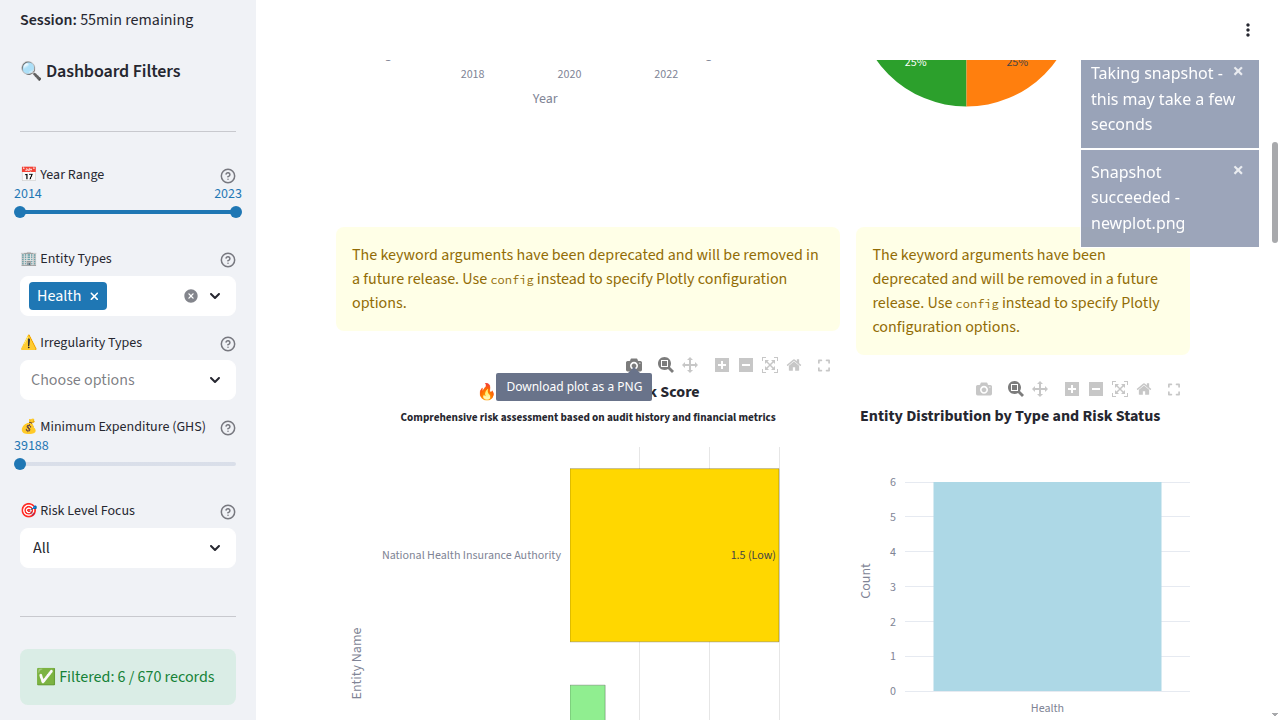 Session: 55min remaining
🔍 Dashboard Filters
📅 Year Range
2014
2023
🏢 Entity Types
Health
⚠️ Irregularity Types
Choose options
💰 Minimum Expenditure (GHS)
39188
🎯 Risk Level Focus
All
✅ Filtered: 6 / 670 records
2018
2020
2022
Year
25%
25%
Taking snapshot -
this may take a few
seconds
Snapshot
succeeded -
newplot.png
The keyword arguments have been deprecated and will be removed in
a future release. Use config instead to specify Plotly configuration
options.
The keyword arguments have been
deprecated and will be removed in a future
release. Use config instead to specify Plotly
configuration options.
Download plot as a PNG
🔥 Score
Comprehensive risk assessment based on audit history and financial metrics
National Health Insurance Authority
1.5 (Low)
Entity Name
Entity Distribution by Type and Risk Status
6
5
4
3
2
1
0
Count
Health